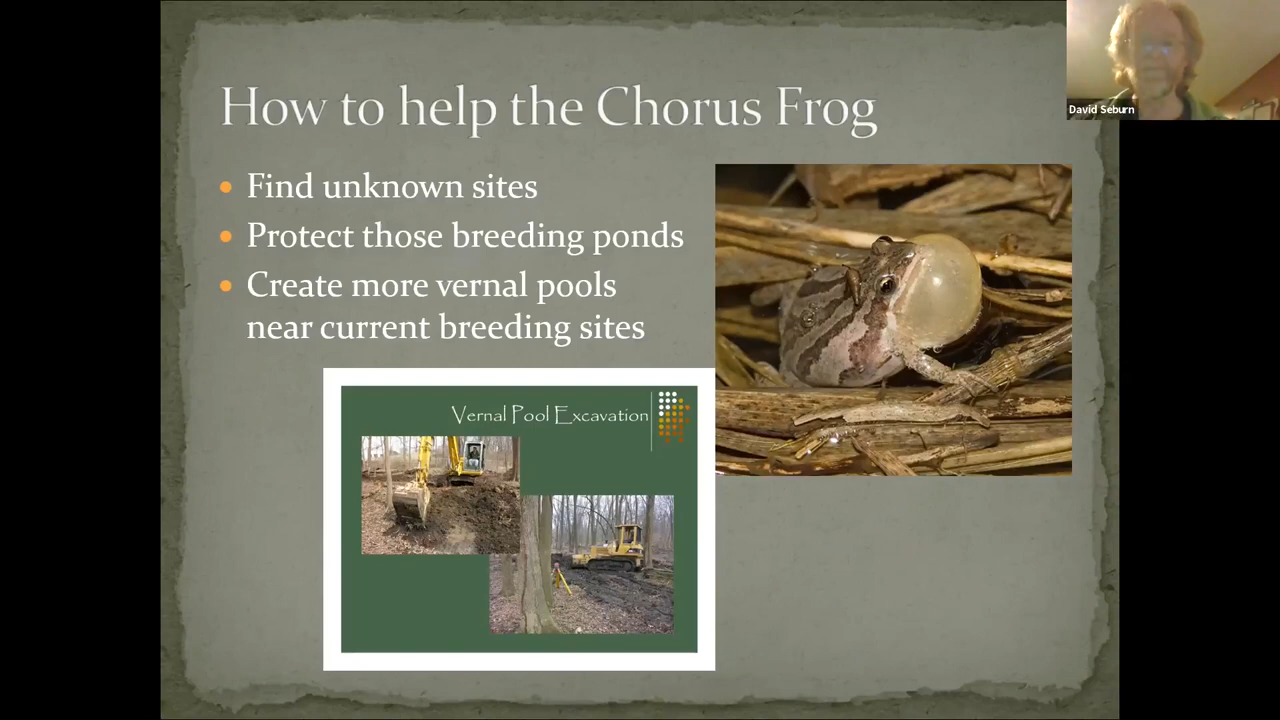 How to help the Chorus Frog
David Seburn
Find unknown sites
Protect those breeding ponds
Create more vernal pools
near current breeding sites
Vernal Pool Excavation